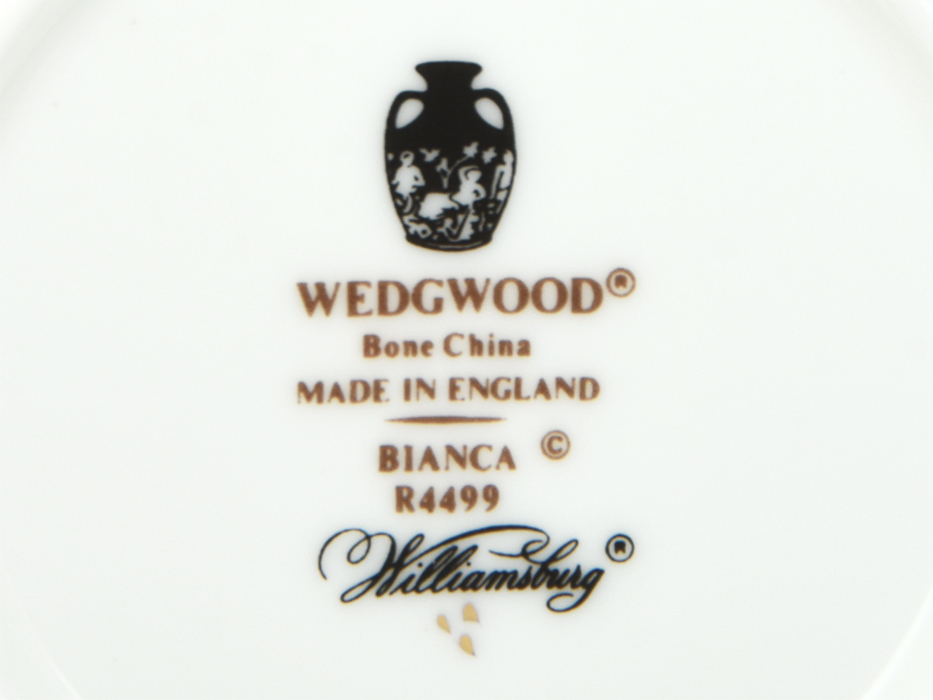 WEDGWOOD®
Bone China
MADE IN ENGLAND
BIANCA ©
R4499
Williamsburg ®